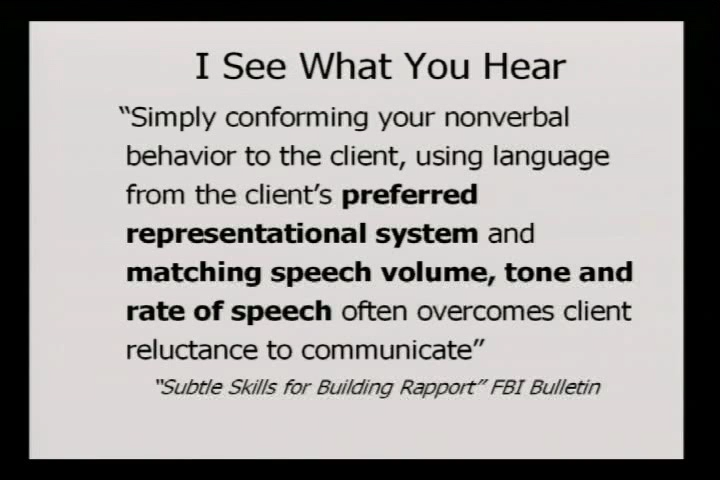 I See What You Hear
“Simply conforming your nonverbal
behavior to the client, using language
from the client’s preferred
representational system and
matching speech volume, tone and
rate of speech often overcomes client
reluctance to communicate”
“Subtle Skills for Building Rapport” FBI Bulletin